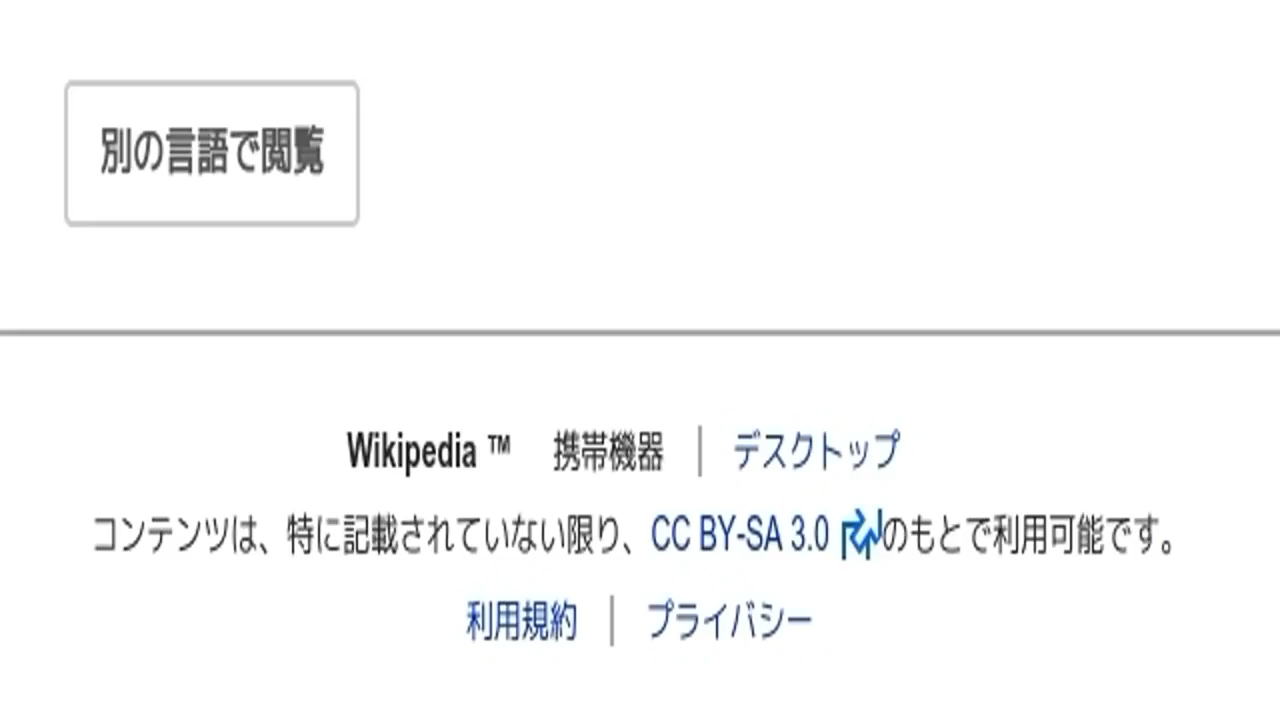 別の言語で閲覧
Wikipedia ™ 携帯機器 | デスクトップ
コンテンツは、特に記載されていない限り、CC BY-SA 3.0 のもとで利用可能です。
利用規約 | プライバシー